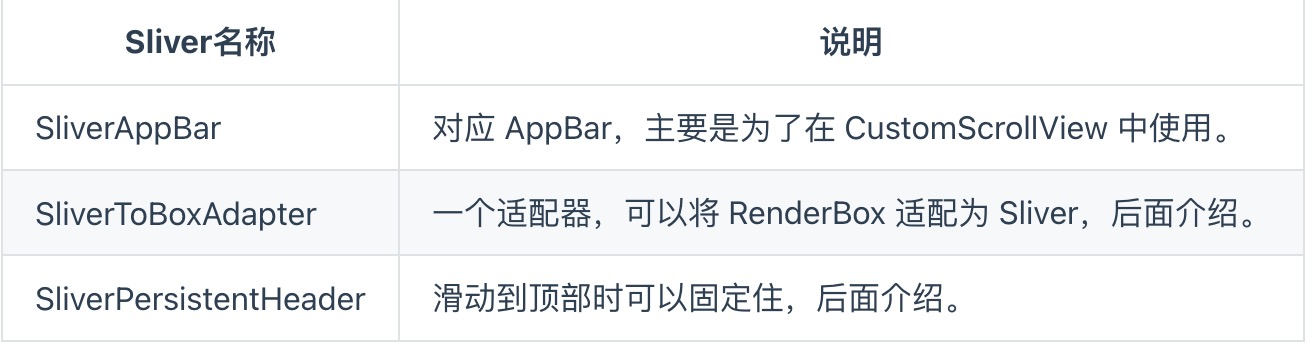 Sliver名称 说明
SliverAppBar 对应 AppBar，主要是为了在 CustomScrollView 中使用。
SliverToBoxAdapter 一个适配器，可以将 RenderBox 适配为 Sliver，后面介绍。
SliverPersistentHeader 滑动到顶部时可以固定住，后面介绍。